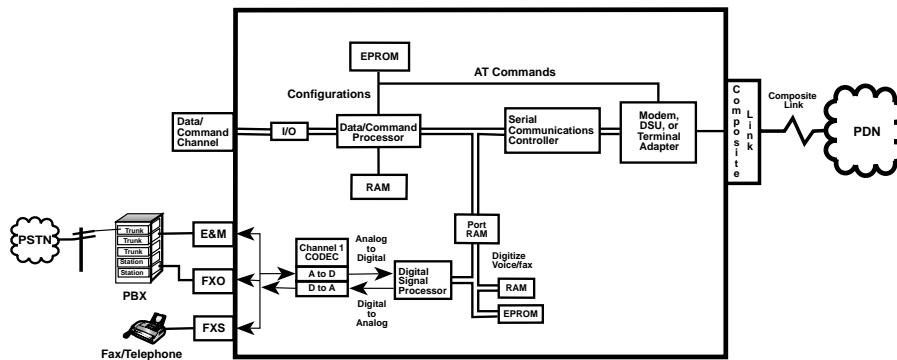 EPROM
AT Commands
Configurations
Data/
Command
Channel
I/O
Data/Command
Processor
Serial
Communications
Controller
Modem,
DSU, or
Terminal
Adapter
Composite
Link
Composite
Link
PDN
RAM
PSTN
Trunk
Trunk
Trunk
Station
Station
PBX
E&M
FXO
FXS
Fax/Telephone
Channel 1
CODEC
A to D
D to A
Analog
to
Digital
Digital
to
Analog
Digital
Signal
Processor
Port
RAM
Digitize
Voice/fax
RAM
EPROM